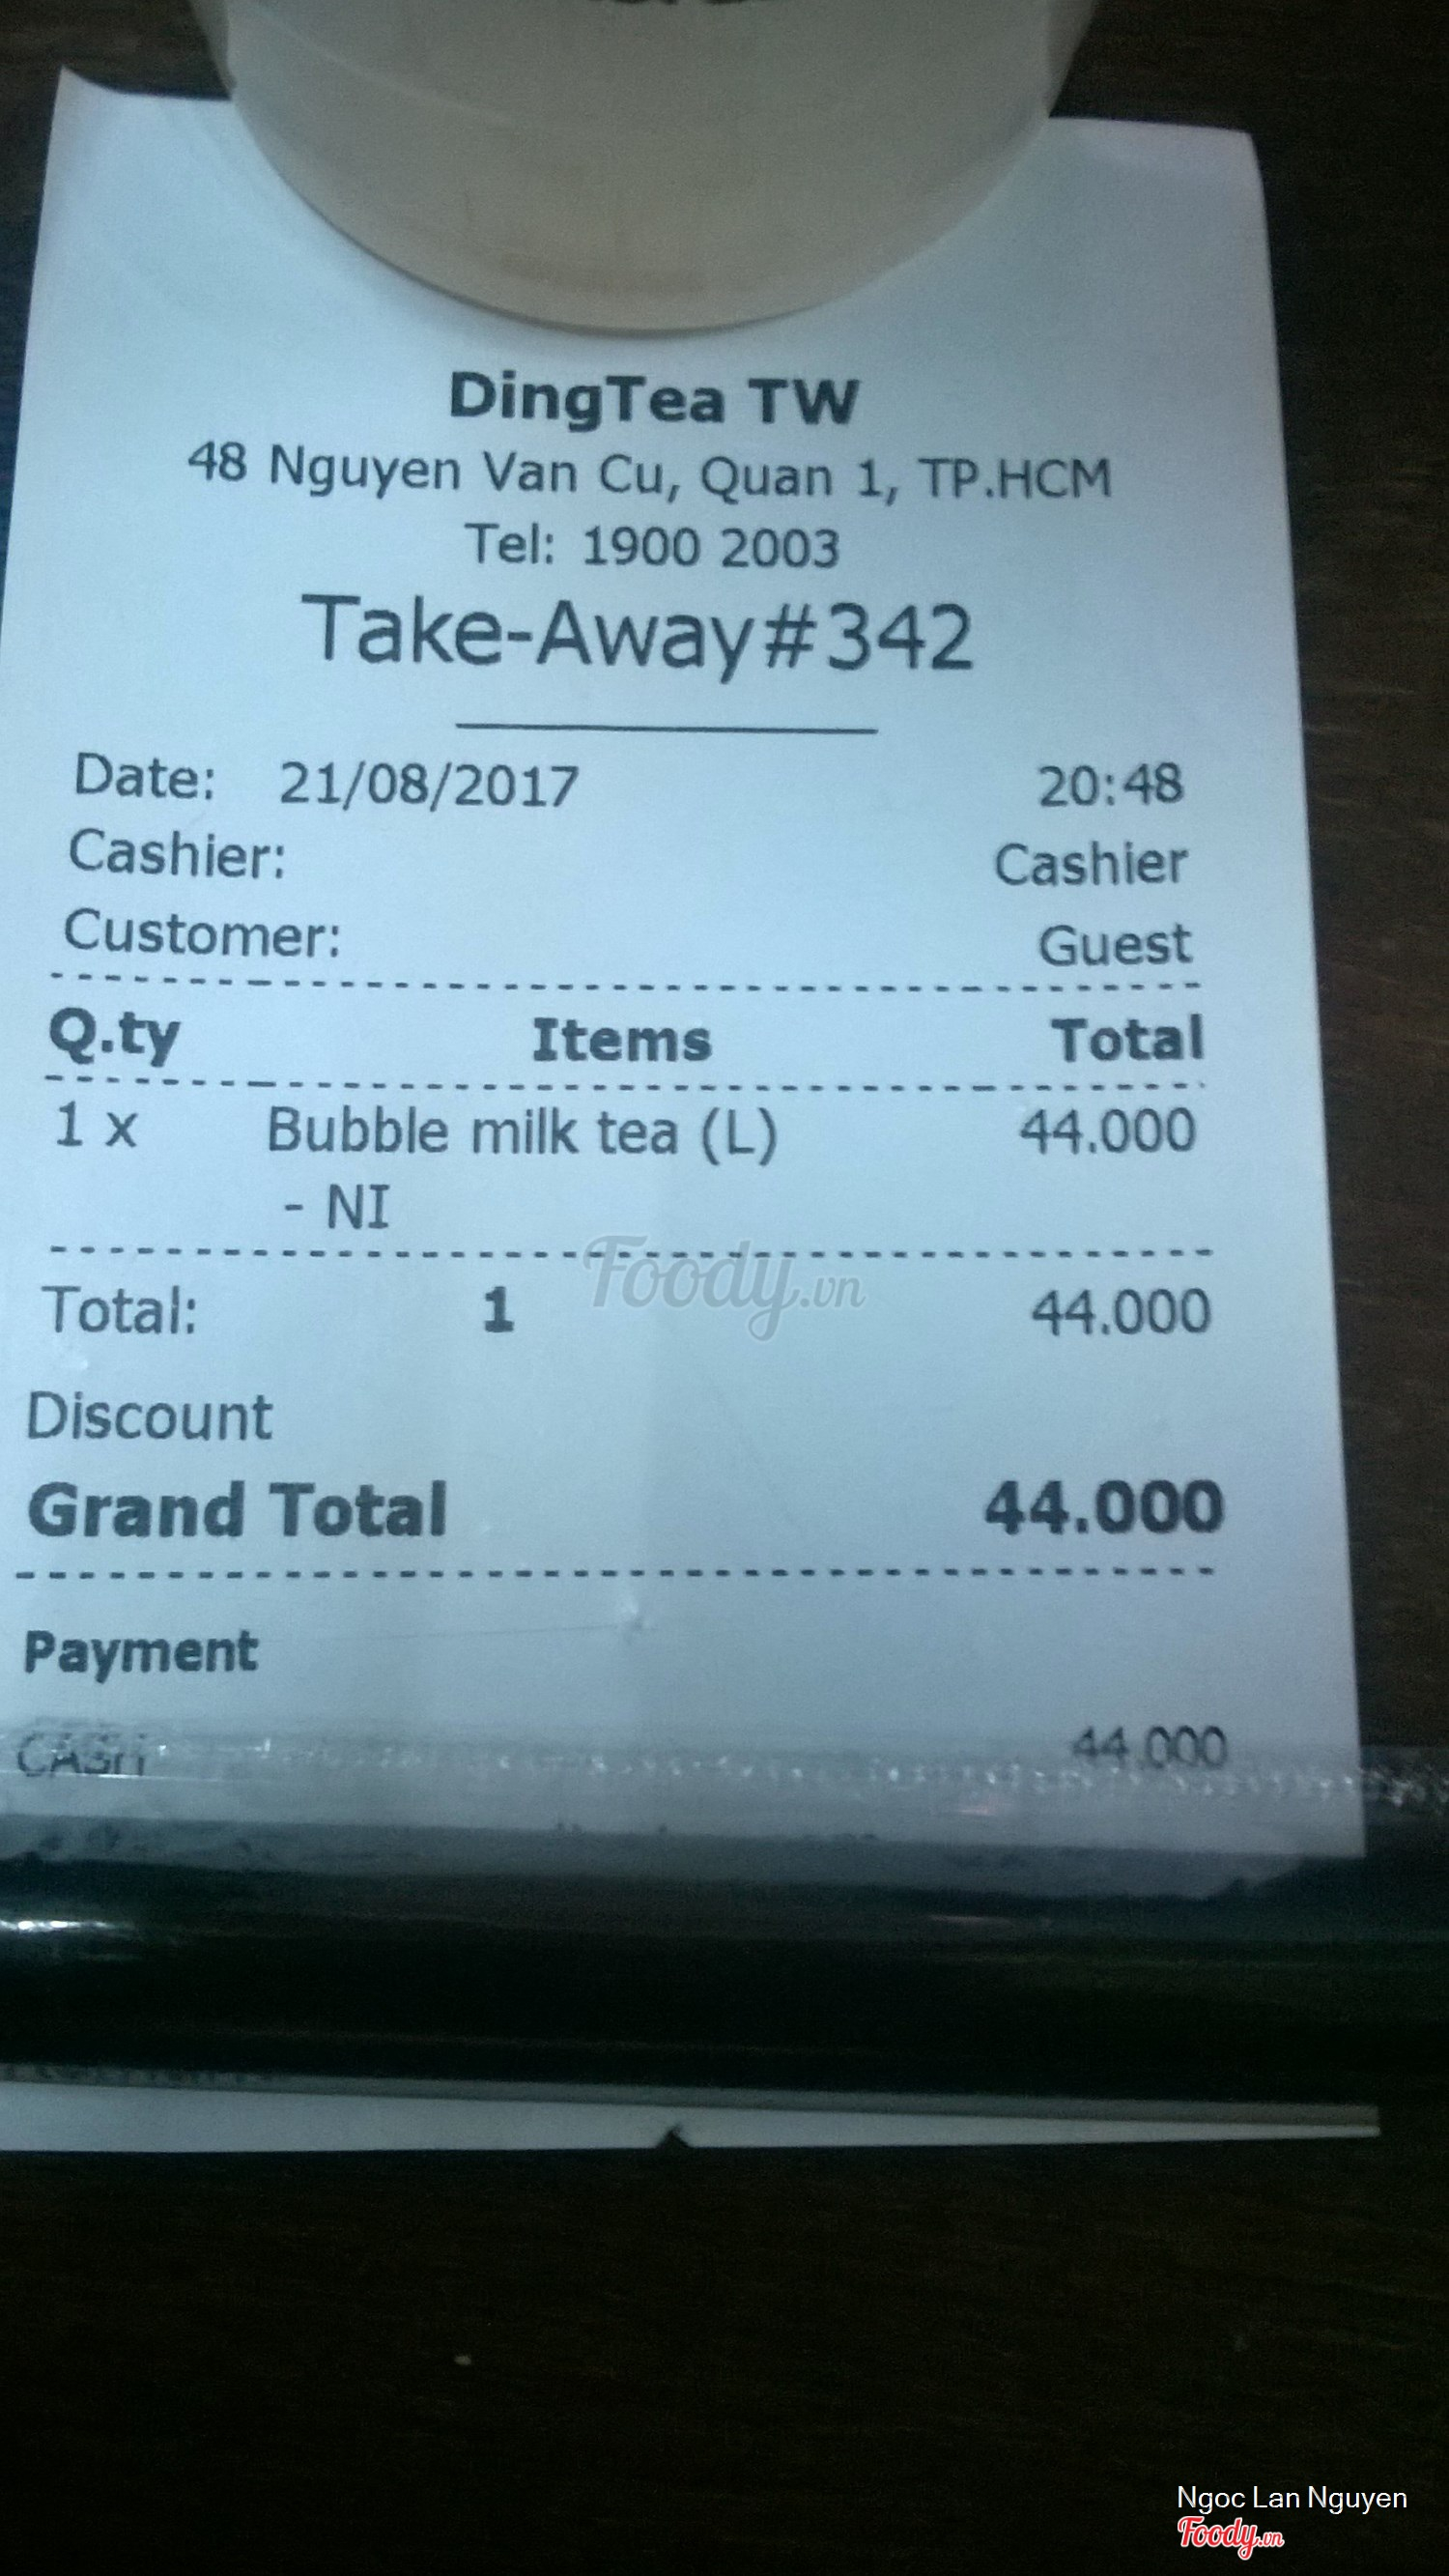 DingTea TW
48 Nguyen Van Cu, Quan 1, TP.HCM
Tel: 1900 2003
Take-Away#342
Date: 21/08/2017 20:48
Cashier: Cashier
Customer: Guest
Q.ty Items Total
1 x Bubble milk tea (L) 44.000
- NI
Foody.vn
Total: 1 44.000
Discount
Grand Total 44.000
Payment
CASH 44.000
Ngoc Lan Nguyen
Foody.vn